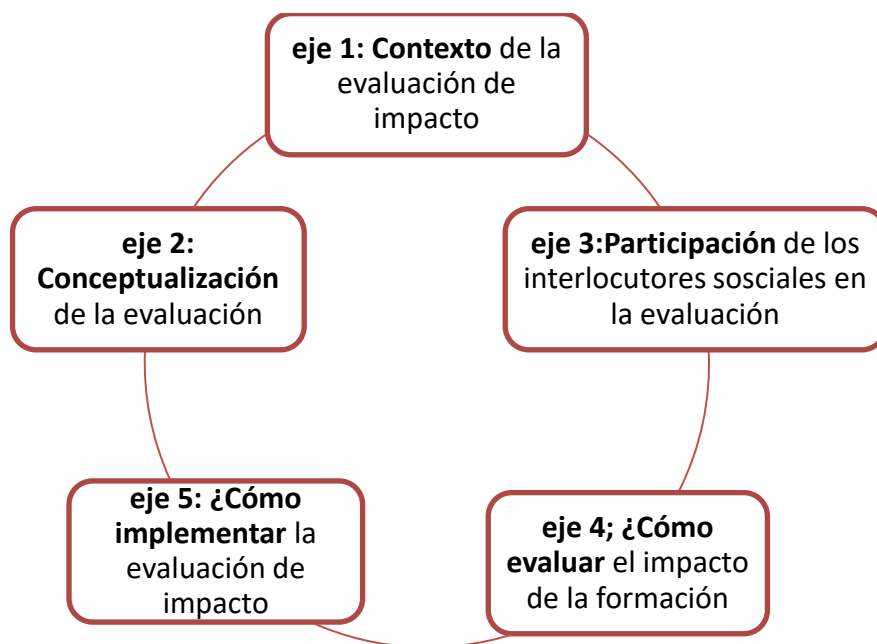 eje 1: Contexto de la
evaluación de
impacto
eje 2:
Conceptualización
de la evaluación
eje 3:Participación de los
interlocutores sosciales en
la evaluación
eje 5: ¿Cómo
implementar la
evaluación de
impacto
eje 4; ¿Cómo
evaluar el impacto
de la formación